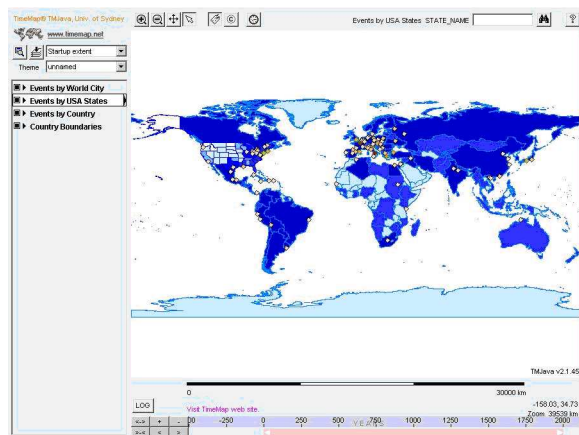 TimeMap® TMJava, Univ. of Sydney
www.timemap.net
Startup extent
Theme unnamed
Events by World City
Events by USA States
Events by Country
Country Boundaries
Events by USA States STATE_NAME
?
TMJava v2.1.45
0 30000 km
LOG
Visit TimeMap web site.
-158.03, 34.73
Zoom 39539 km
<-> + -
>-< < >
00 -250 0 250 500 750 1000 1250 1500 1750 2000
YEARS